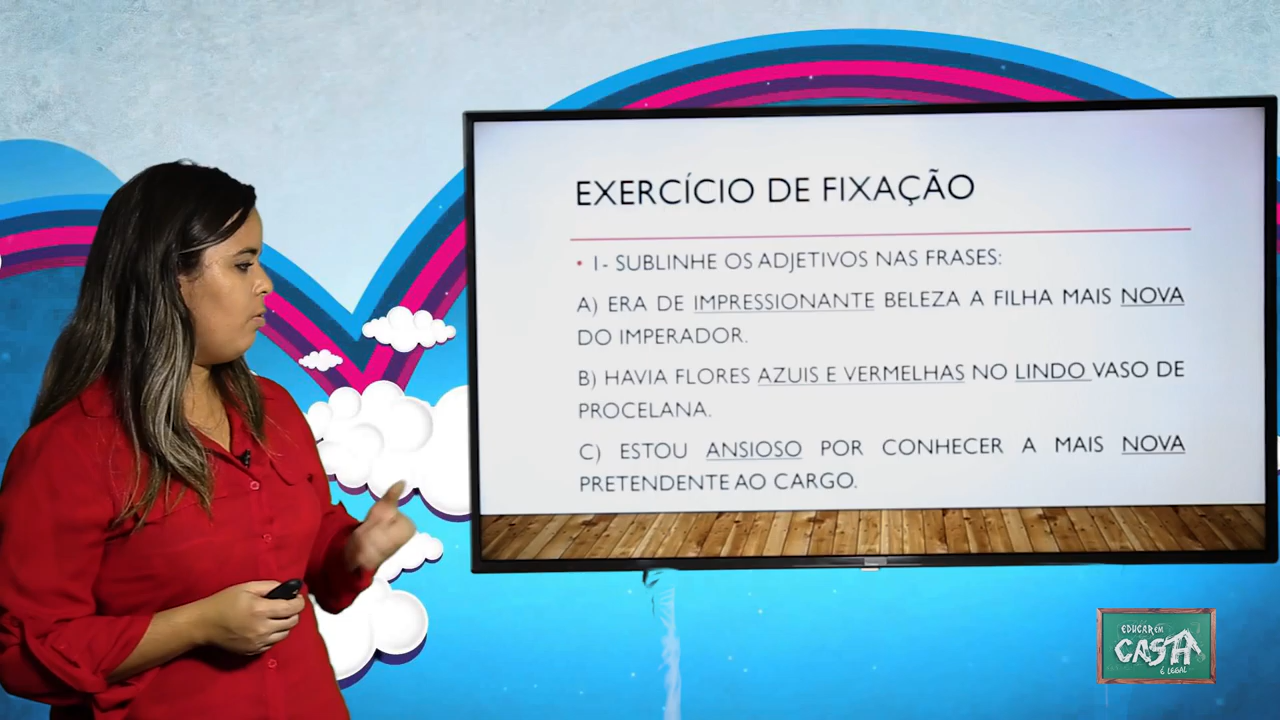 EXERCÍCIO DE FIXAÇÃO
• 1- SUBLINHE OS ADJETIVOS NAS FRASES:
A) ERA DE IMPRESSIONANTE BELEZA A FILHA MAIS NOVA
DO IMPERADOR.
B) HAVIA FLORES AZUIS E VERMELHAS NO LINDO VASO DE
PROCELANA.
C) ESTOU ANSIOSO POR CONHECER A MAIS NOVA
PRETENDENTE AO CARGO.
EDUCAR EM
CASA
É LEGAL